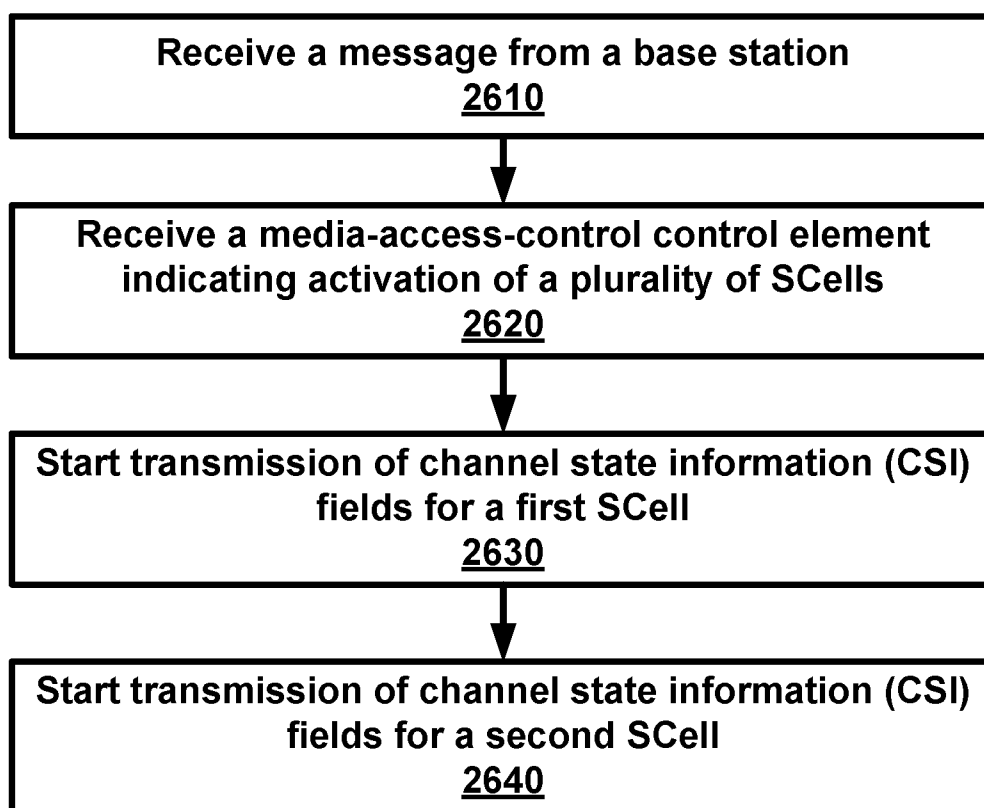 Receive a message from a base station
2610
Receive a media-access-control control element
indicating activation of a plurality of SCells
2620
Start transmission of channel state information (CSI)
fields for a first SCell
2630
Start transmission of channel state information (CSI)
fields for a second SCell
2640